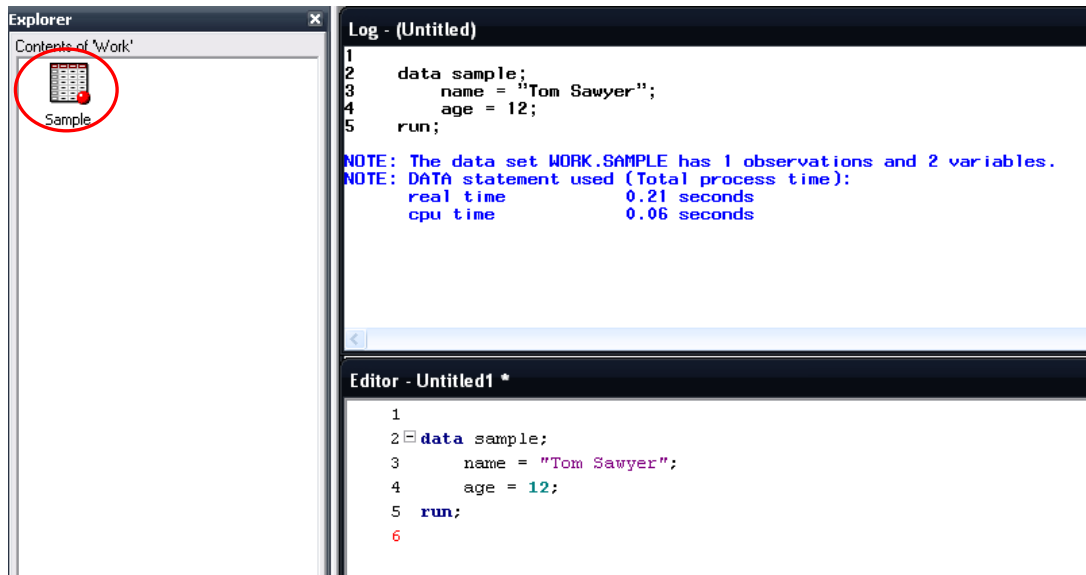 Explorer
Contents of 'Work'
Sample
Log - (Untitled)
1
2 data sample;
3 name = "Tom Sawyer";
4 age = 12;
5 run;
NOTE: The data set WORK.SAMPLE has 1 observations and 2 variables.
NOTE: DATA statement used (Total process time):
real time 0.21 seconds
cpu time 0.06 seconds
Editor - Untitled1 *
1
2 data sample;
3 name = "Tom Sawyer";
4 age = 12;
5 run;
6